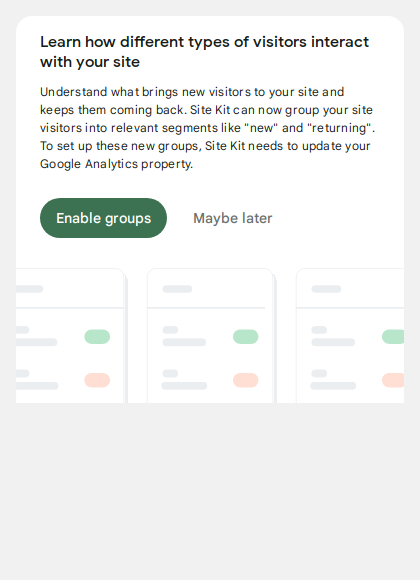 Learn how different types of visitors interact
with your site
Understand what brings new visitors to your site and
keeps them coming back. Site Kit can now group your site
visitors into relevant segments like "new" and "returning".
To set up these new groups, Site Kit needs to update your
Google Analytics property.
Enable groups
Maybe later